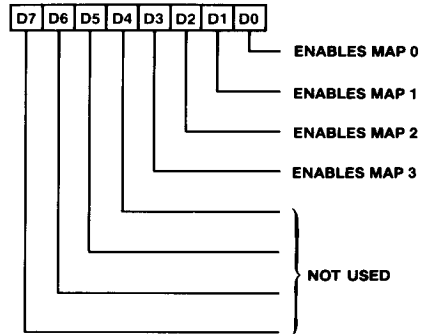 D7 D6 D5 D4 D3 D2 D1 D0
ENABLES MAP 0
ENABLES MAP 1
ENABLES MAP 2
ENABLES MAP 3
NOT USED